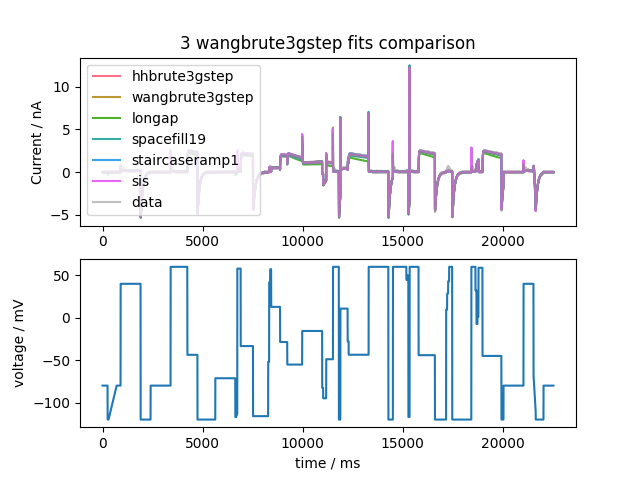 3 wangbrute3gstep fits comparison
Current / nA
10
5
0
−5
hhbrute3gstep
wangbrute3gstep
longap
spacefill19
staircaseramp1
sis
data
0
5000
10000
15000
20000
voltage / mV
50
0
−50
−100
0
5000
10000
15000
20000
time / ms